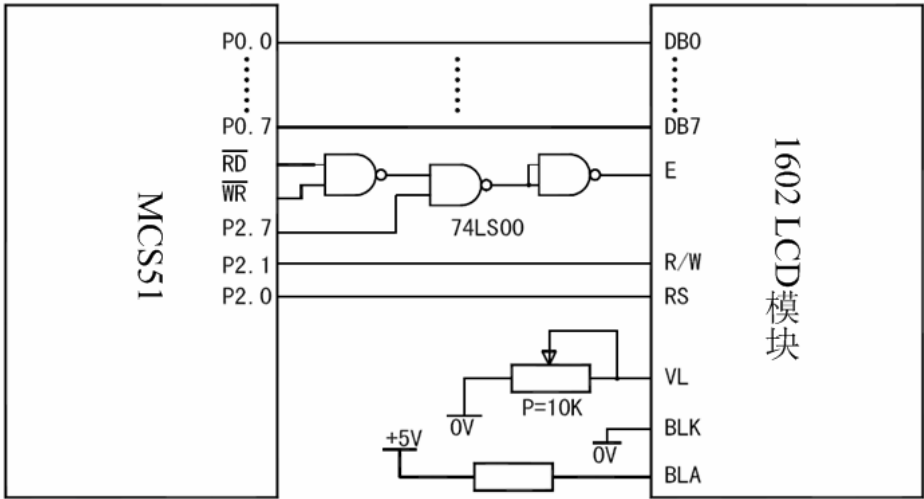 MCS51
P0.0
P0.7
RD
WR
P2.7
P2.1
P2.0
74LS00
P=10K
0V
+5V
0V
DB0
DB7
E
R/W
RS
VL
BLK
BLA
1602 LCD模块